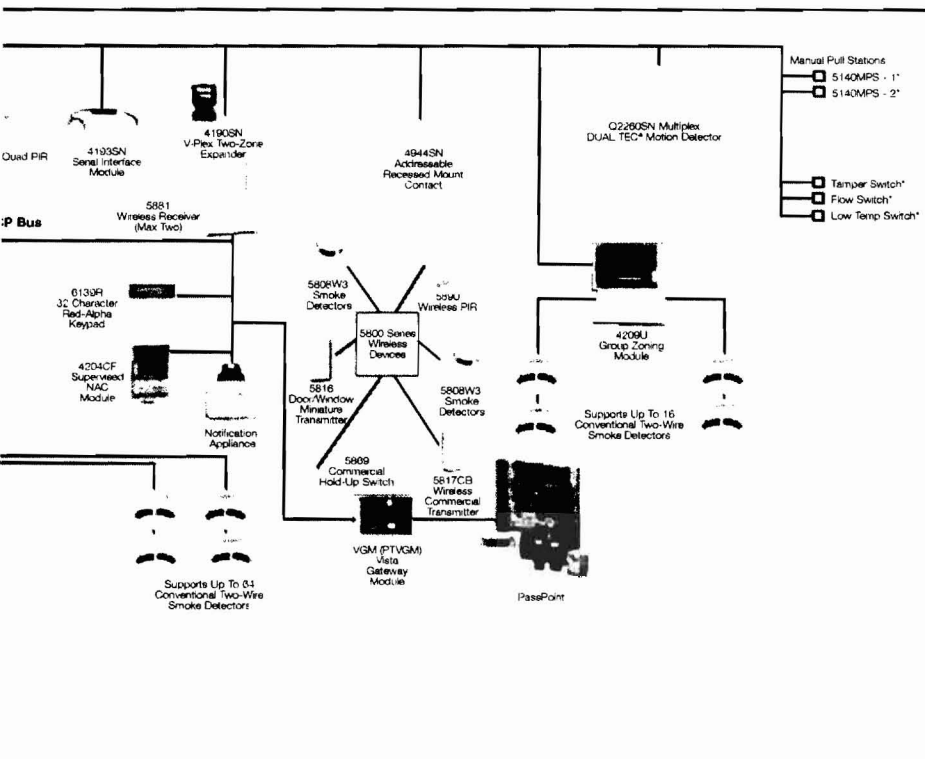 Manual Pull Stations
5140MPS - 1*
5140MPS - 2*
Quad PIR
4193SN
Serial Interface
Module
4190SN
V-Plex Two-Zone
Expander
4944SN
Addressable
Recessed Mount
Contact
Q2260SN Multiplex
DUAL TEC* Motion Detector
Tamper Switch*
Flow Switch*
Low Temp Switch*
5881
Wireless Receiver
(Max Two)
P Bus
6139R
32 Character
Red-Alpha
Keypad
4204CF
Supervised
NAC
Module
Notification
Appliance
5808W3
Smoke
Detectors
5890
Wireless PIR
5800 Series
Wireless
Devices
5816
Door/Window
Miniature
Transmitter
5808W3
Smoke
Detectors
5869
Commercial
Hold-Up Switch
5817CB
Wireless
Commercial
Transmitter
4209U
Group Zoning
Module
Supports Up To 16
Conventional Two-Wire
Smoke Detectors
Supports Up To 64
Conventional Two-Wire
Smoke Detectors
VGM (PTVGM)
Vista
Gateway
Module
PassPoint